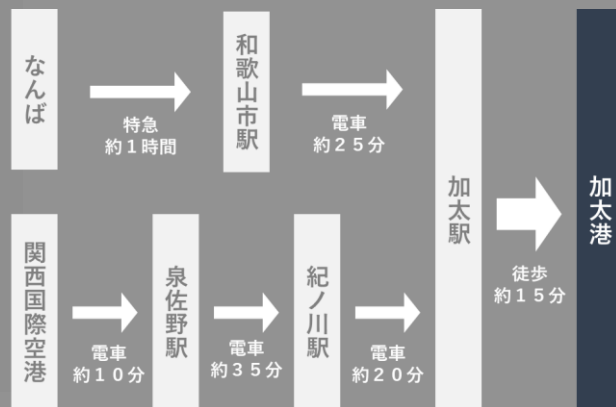 なんば
特急
約１時間
和歌山市駅
電車
約２５分
関西国際空港
電車
約１０分
泉佐野駅
電車
約３５分
紀ノ川駅
電車
約２０分
加太駅
徒歩
約１５分
加太港